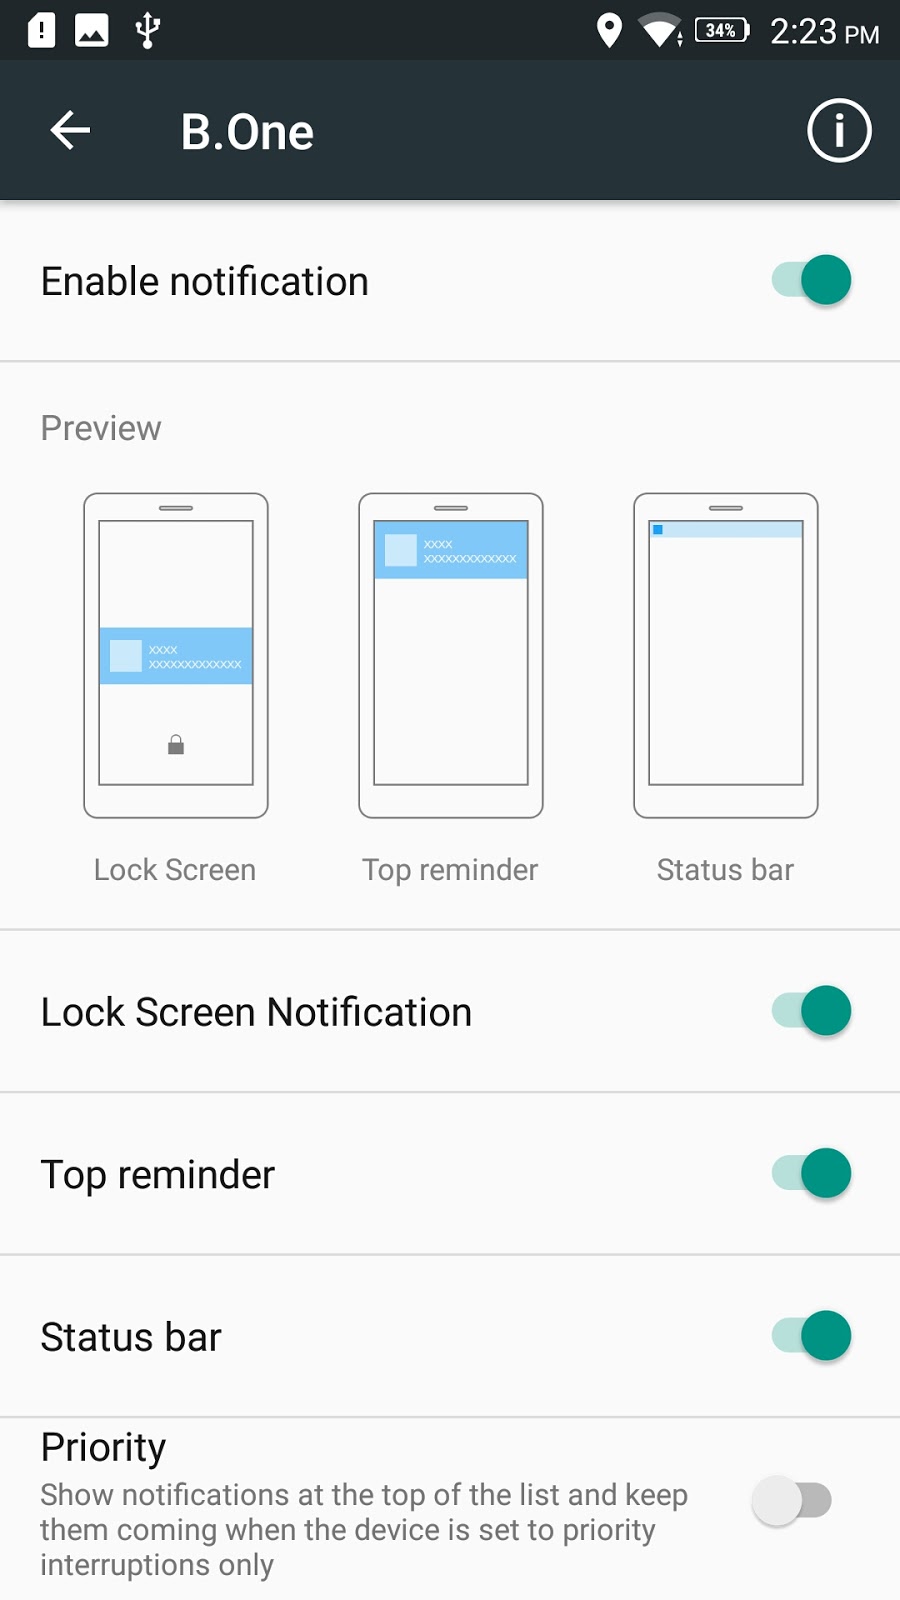 34% 2:23 PM
B.One
Enable notification
Preview
xxxx
xxxxxxxxxxxxx
xxxx
xxxxxxxxxxxxx
Lock Screen Top reminder Status bar
Lock Screen Notification
Top reminder
Status bar
Priority
Show notifications at the top of the list and keep
them coming when the device is set to priority
interruptions only